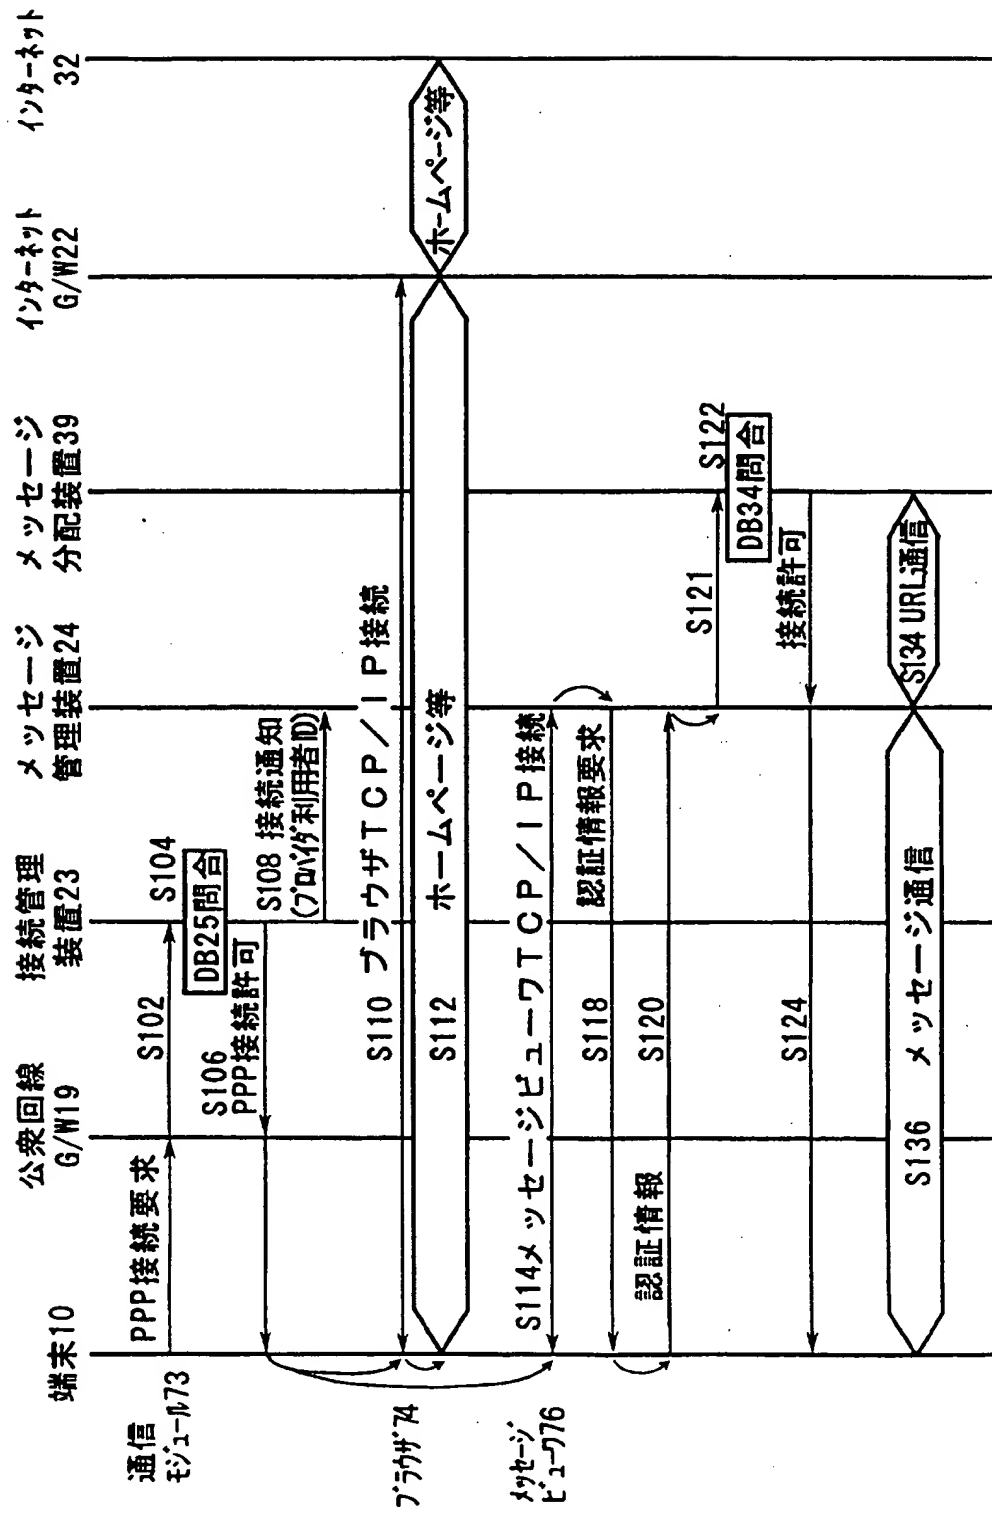 端末10
公衆回線
G/W19
接続管理
装置23
メッセージ
管理装置24
メッセージ
分配装置39
インターネット
G/W22
インターネット
32
通信
モジュール73
PPP接続要求
S102
S104
DB25問合
S106
PPP接続許可
S108 接続通知
(プロバイダ利用者ID)
ブラウザ74
S110 ブラウザTCP/IP接続
S112 ホームページ等
ホームページ等
メッセージ
ビューワ76
S114メッセージビューワTCP/IP接続
S118 認証情報要求
認証情報
S120
S121
S122
DB34問合
接続許可
S124
S134 URL通信
S136 メッセージ通信